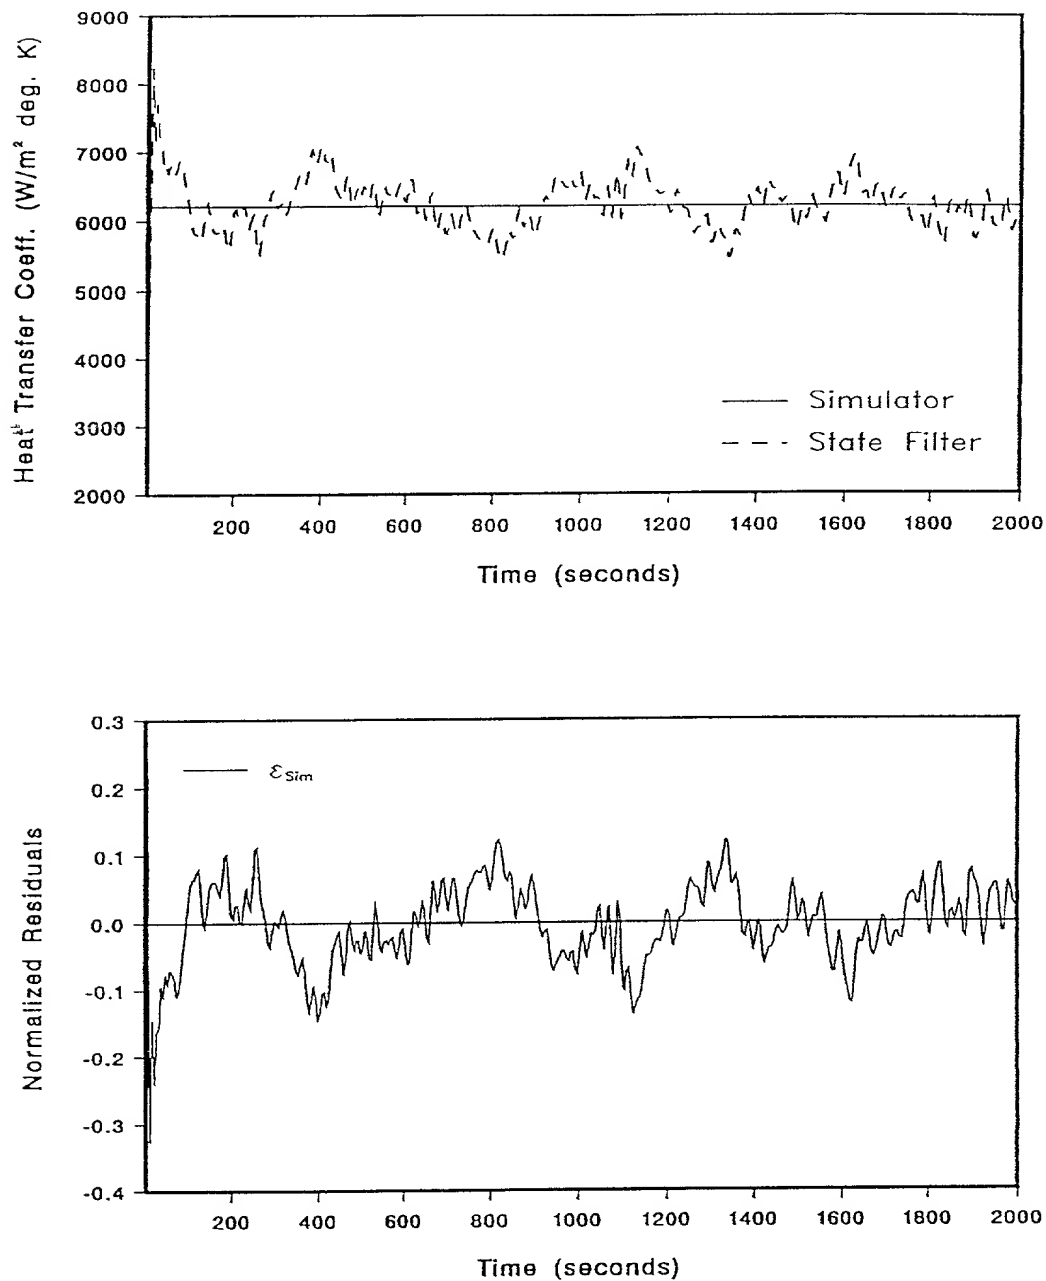 9000
8000
7000
6000
5000
4000
3000
2000
Heat Transfer Coeff. (W/m² deg. K)
Simulator
State Filter
200 400 600 800 1000 1200 1400 1600 1800 2000
Time (seconds)
0.3
0.2
0.1
0.0
-0.1
-0.2
-0.3
-0.4
Normalized Residuals
εSim
200 400 600 800 1000 1200 1400 1600 1800 2000
Time (seconds)